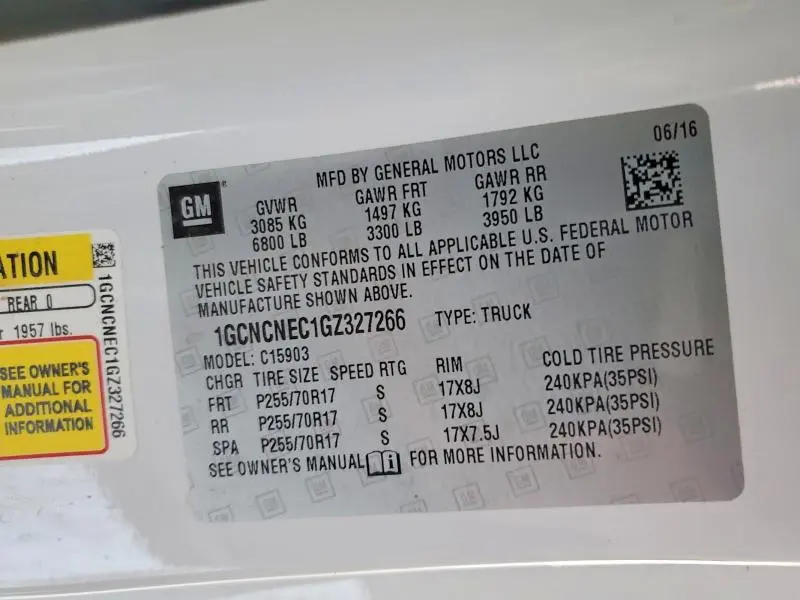 06/16
MFD BY GENERAL MOTORS LLC
GM
GVWR GAWR FRT GAWR RR
3085 KG 1497 KG 1792 KG
6800 LB 3300 LB 3950 LB
THIS VEHICLE CONFORMS TO ALL APPLICABLE U.S. FEDERAL MOTOR
VEHICLE SAFETY STANDARDS IN EFFECT ON THE DATE OF
MANUFACTURE SHOWN ABOVE.
1GCNCNEC1GZ327266 TYPE: TRUCK
MODEL: C15903
CHGR TIRE SIZE SPEED RTG RIM COLD TIRE PRESSURE
FRT P255/70R17 S 17X8J 240KPA(35PSI)
RR P255/70R17 S 17X8J 240KPA(35PSI)
SPA P255/70R17 S 17X7.5J 240KPA(35PSI)
SEE OWNER'S MANUAL FOR MORE INFORMATION.
ATION
REAR 0
r 1957 lbs.
SEE OWNER'S
MANUAL FOR
ADDITIONAL
INFORMATION
1GCNCNEC1GZ327266